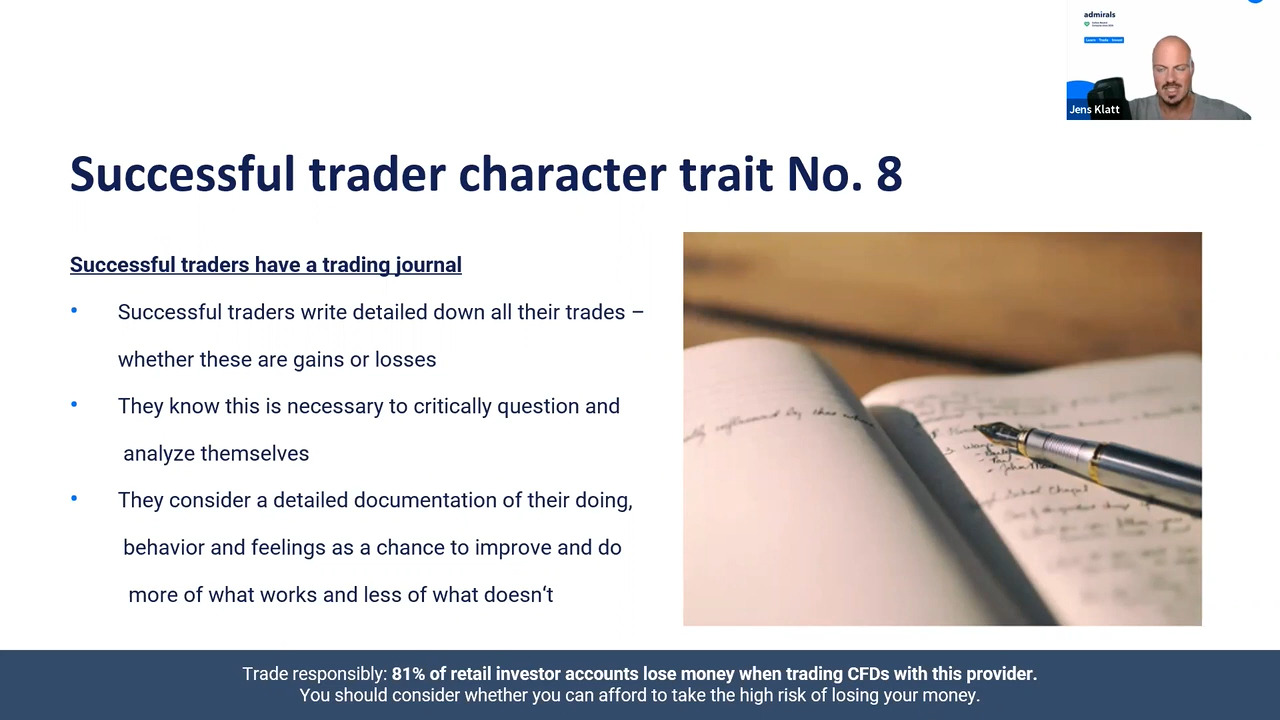 admirals
Jens Klatt
Successful trader character trait No. 8
Successful traders have a trading journal
• Successful traders write detailed down all their trades –
whether these are gains or losses
• They know this is necessary to critically question and
analyze themselves
• They consider a detailed documentation of their doing,
behavior and feelings as a chance to improve and do
more of what works and less of what doesn‘t
Trade responsibly: 81% of retail investor accounts lose money when trading CFDs with this provider.
You should consider whether you can afford to take the high risk of losing your money.